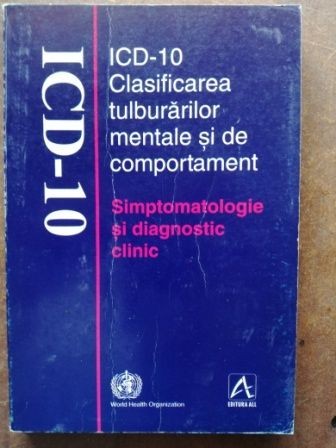 ICD-10
ICD-10
Clasificarea
tulburărilor
mentale și de
comportament
Simptomatologie
și diagnostic
clinic
World Health Organization
EDITURA ALL